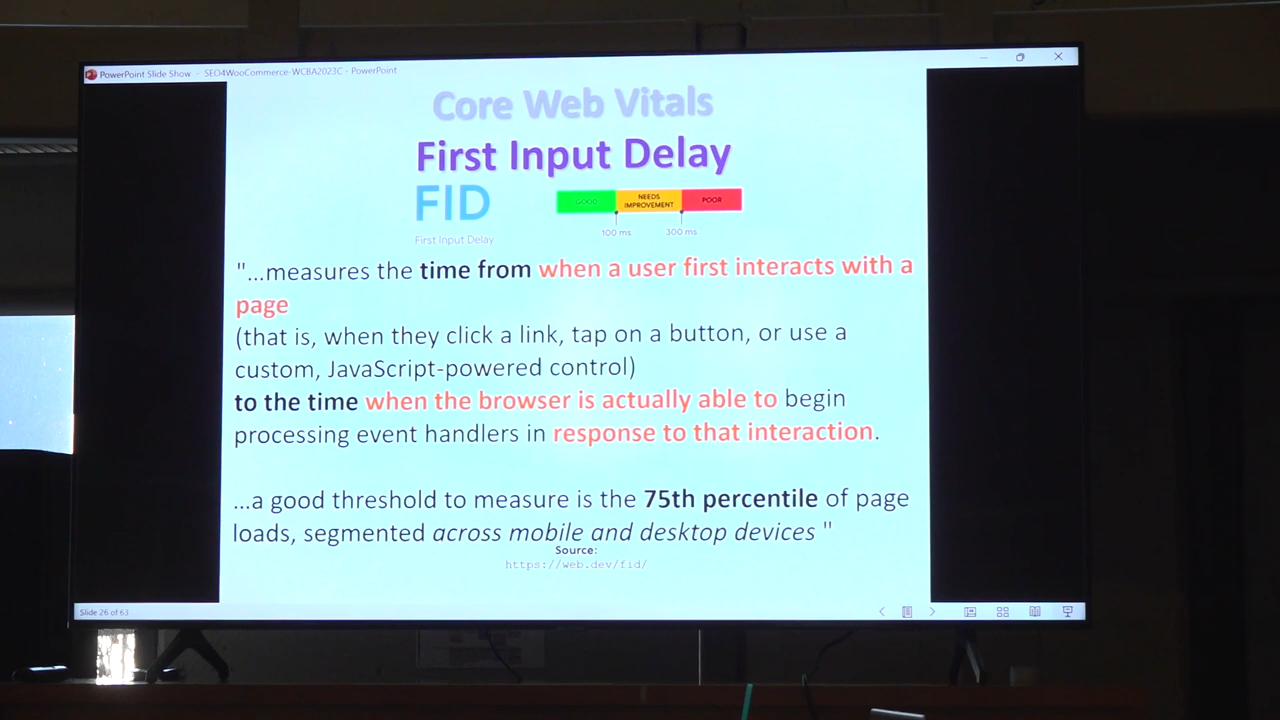 PowerPoint Slide Show - SEO4WooCommerce-WCBA2023C - PowerPoint
Core Web Vitals
First Input Delay
FID
First Input Delay
GOOD
NEEDS IMPROVEMENT
POOR
100 ms
300 ms
"...measures the time from when a user first interacts with a
page
(that is, when they click a link, tap on a button, or use a
custom, JavaScript-powered control)
to the time when the browser is actually able to begin
processing event handlers in response to that interaction.
...a good threshold to measure is the 75th percentile of page
loads, segmented across mobile and desktop devices "
Source:
https://web.dev/fid/
Slide 26 of 63